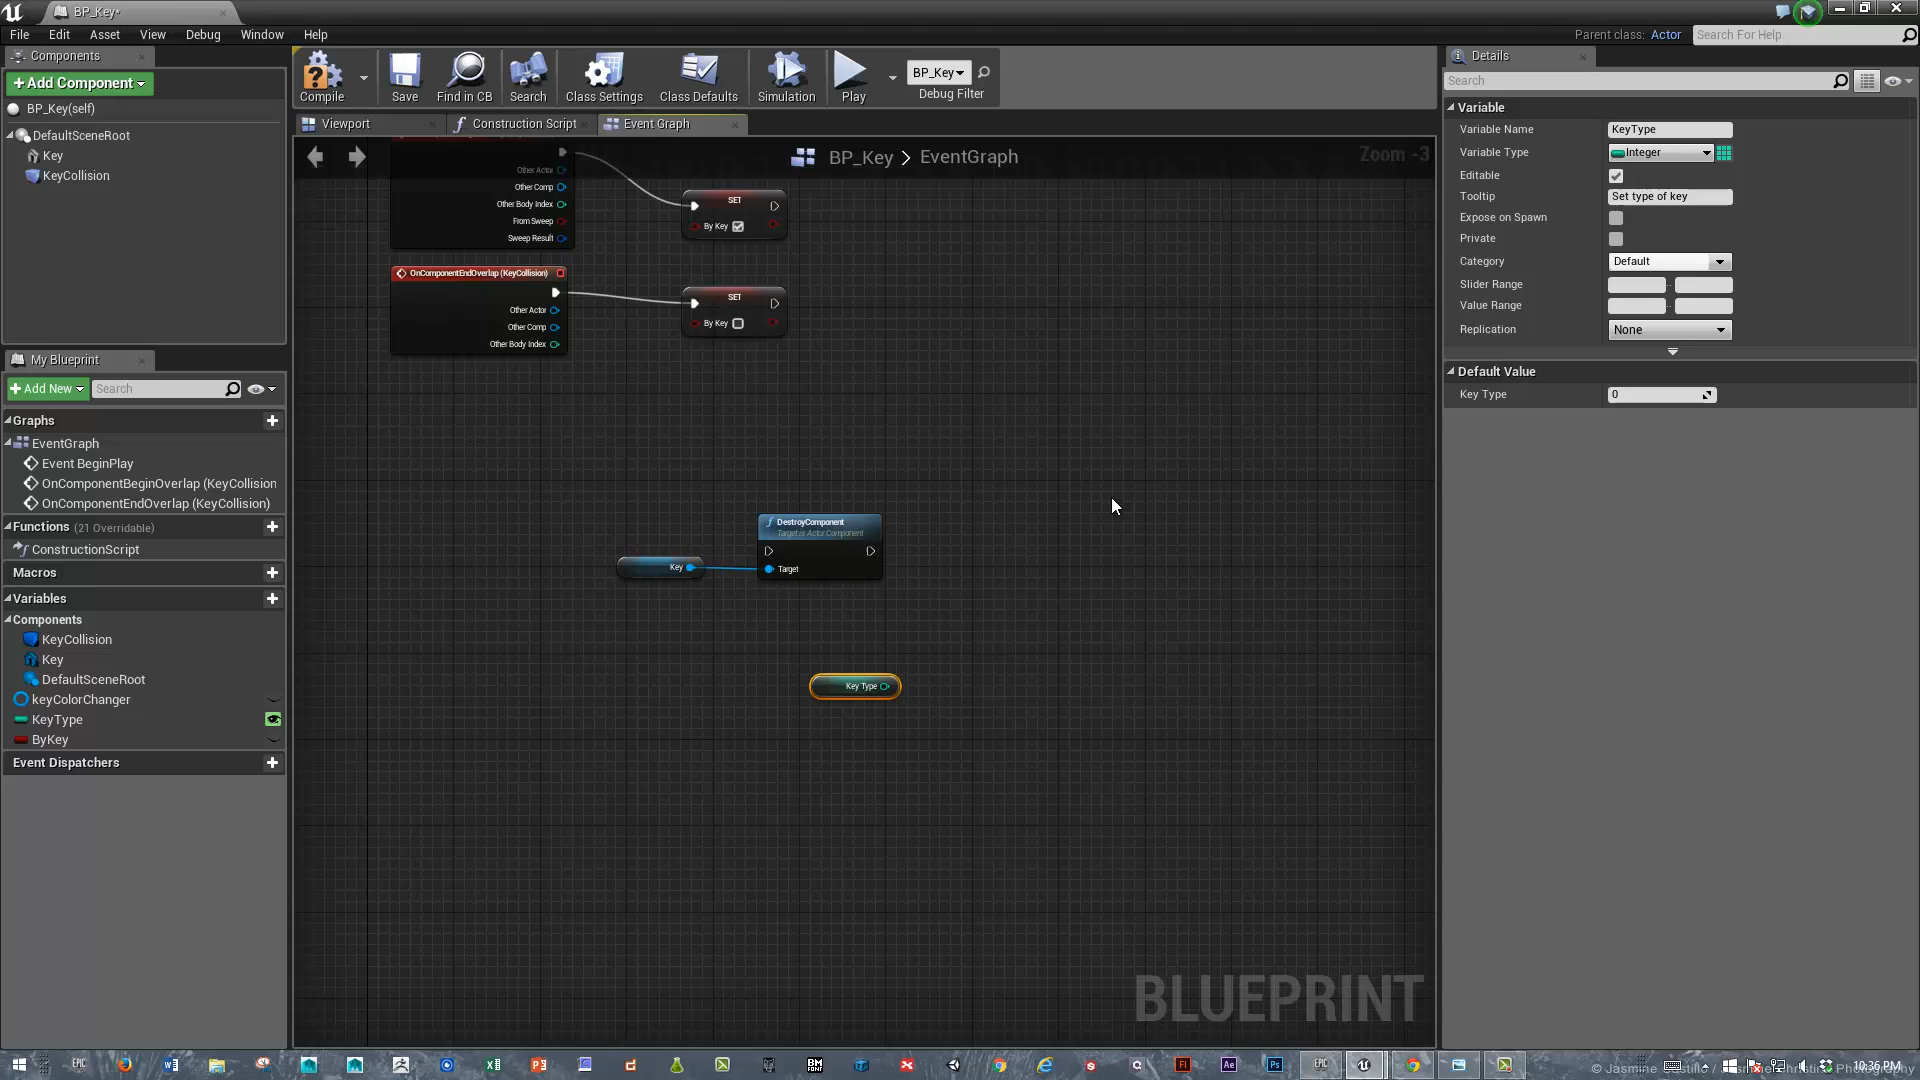 BP_Key*
File Edit Asset View Debug Window Help
Parent class: Actor
Search For Help
Components
+Add Component
BP_Key(self)
DefaultSceneRoot
Key
KeyCollision
Compile
Save
Find in CB
Search
Class Settings
Class Defaults
Simulation
Play
BP_Key
Debug Filter
Viewport
Construction Script
Event Graph
BP_Key > EventGraph
Zoom -3
Other Actor
Other Comp
Other Body Index
From Sweep
Sweep Result
SET
By Key
OnComponentEndOverlap (KeyCollision)
Other Actor
Other Comp
Other Body Index
SET
By Key
DestroyComponent
Target is Actor Component
Key
Target
Key Type
BLUEPRINT
My Blueprint
+Add New
Search
Graphs
EventGraph
Event BeginPlay
OnComponentBeginOverlap (KeyCollision
OnComponentEndOverlap (KeyCollision)
Functions (21 Overridable)
ConstructionScript
Macros
Variables
Components
KeyCollision
Key
DefaultSceneRoot
keyColorChanger
KeyType
ByKey
Event Dispatchers
Details
Search
Variable
Variable Name KeyType
Variable Type Integer
Editable
Tooltip Set type of key
Expose on Spawn
Private
Category Default
Slider Range
Value Range
Replication None
Default Value
Key Type 0
10:36 PM
© Jasmine Castillo /
Photography